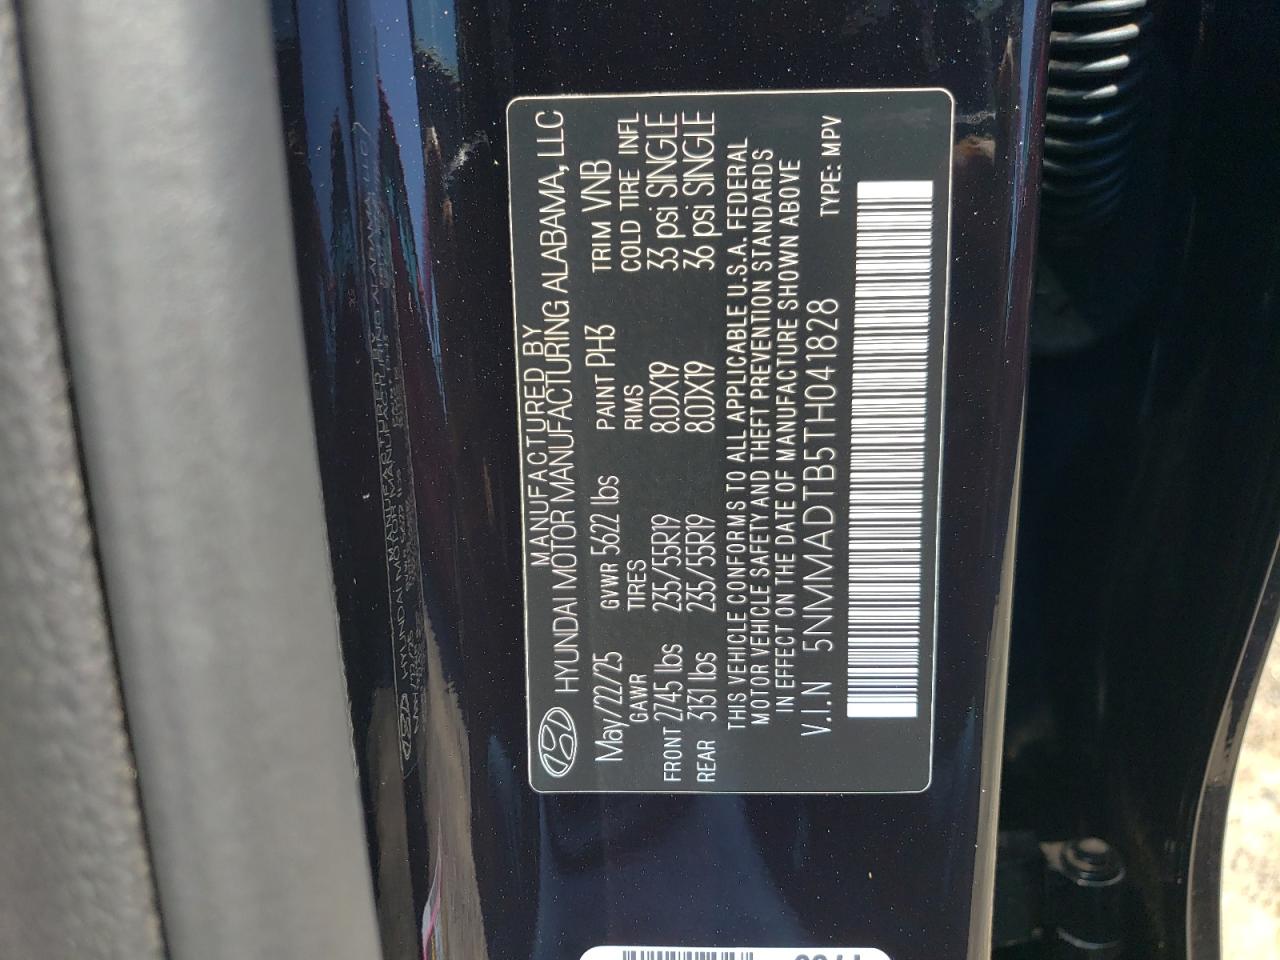 MANUFACTURED BY
HYUNDAI MOTOR MANUFACTURING ALABAMA, LLC
May/22/25 GVWR 5622 lbs PAINT PH3 TRIM VNB
GAWR TIRES RIMS COLD TIRE INFL
FRONT 2745 lbs 235/55R19 8.0JX19 33 psi SINGLE
REAR 3131 lbs 235/55R19 8.0JX19 36 psi SINGLE
THIS VEHICLE CONFORMS TO ALL APPLICABLE U.S.A. FEDERAL
MOTOR VEHICLE SAFETY AND THEFT PREVENTION STANDARDS
IN EFFECT ON THE DATE OF MANUFACTURE SHOWN ABOVE
V.I.N 5NMMADTB5TH041828 TYPE: MPV